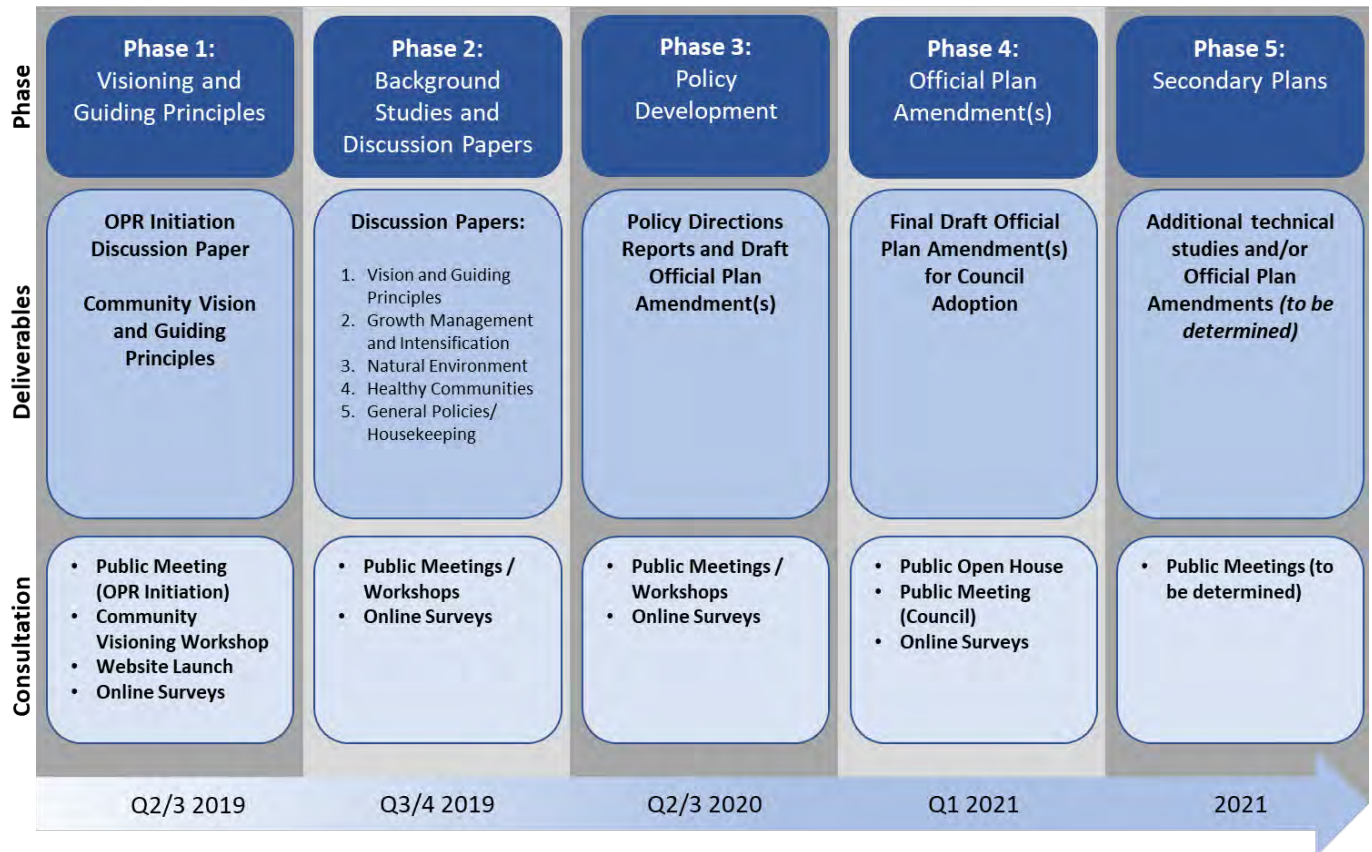 Phase
Phase 1:
Visioning and
Guiding Principles
Phase 2:
Background
Studies and
Discussion Papers
Phase 3:
Policy
Development
Phase 4:
Official Plan
Amendment(s)
Phase 5:
Secondary Plans
Deliverables
OPR Initiation
Discussion Paper
Community Vision
and Guiding
Principles
Discussion Papers:
1. Vision and Guiding
Principles
2. Growth Management
and Intensification
3. Natural Environment
4. Healthy Communities
5. General Policies/
Housekeeping
Policy Directions
Reports and Draft
Official Plan
Amendment(s)
Final Draft Official
Plan Amendment(s)
for Council
Adoption
Additional technical
studies and/or
Official Plan
Amendments (to be
determined)
Consultation
• Public Meeting
(OPR Initiation)
• Community
Visioning Workshop
• Website Launch
• Online Surveys
• Public Meetings /
Workshops
• Online Surveys
• Public Meetings /
Workshops
• Online Surveys
• Public Open House
• Public Meeting
(Council)
• Online Surveys
• Public Meetings (to
be determined)
Q2/3 2019
Q3/4 2019
Q2/3 2020
Q1 2021
2021